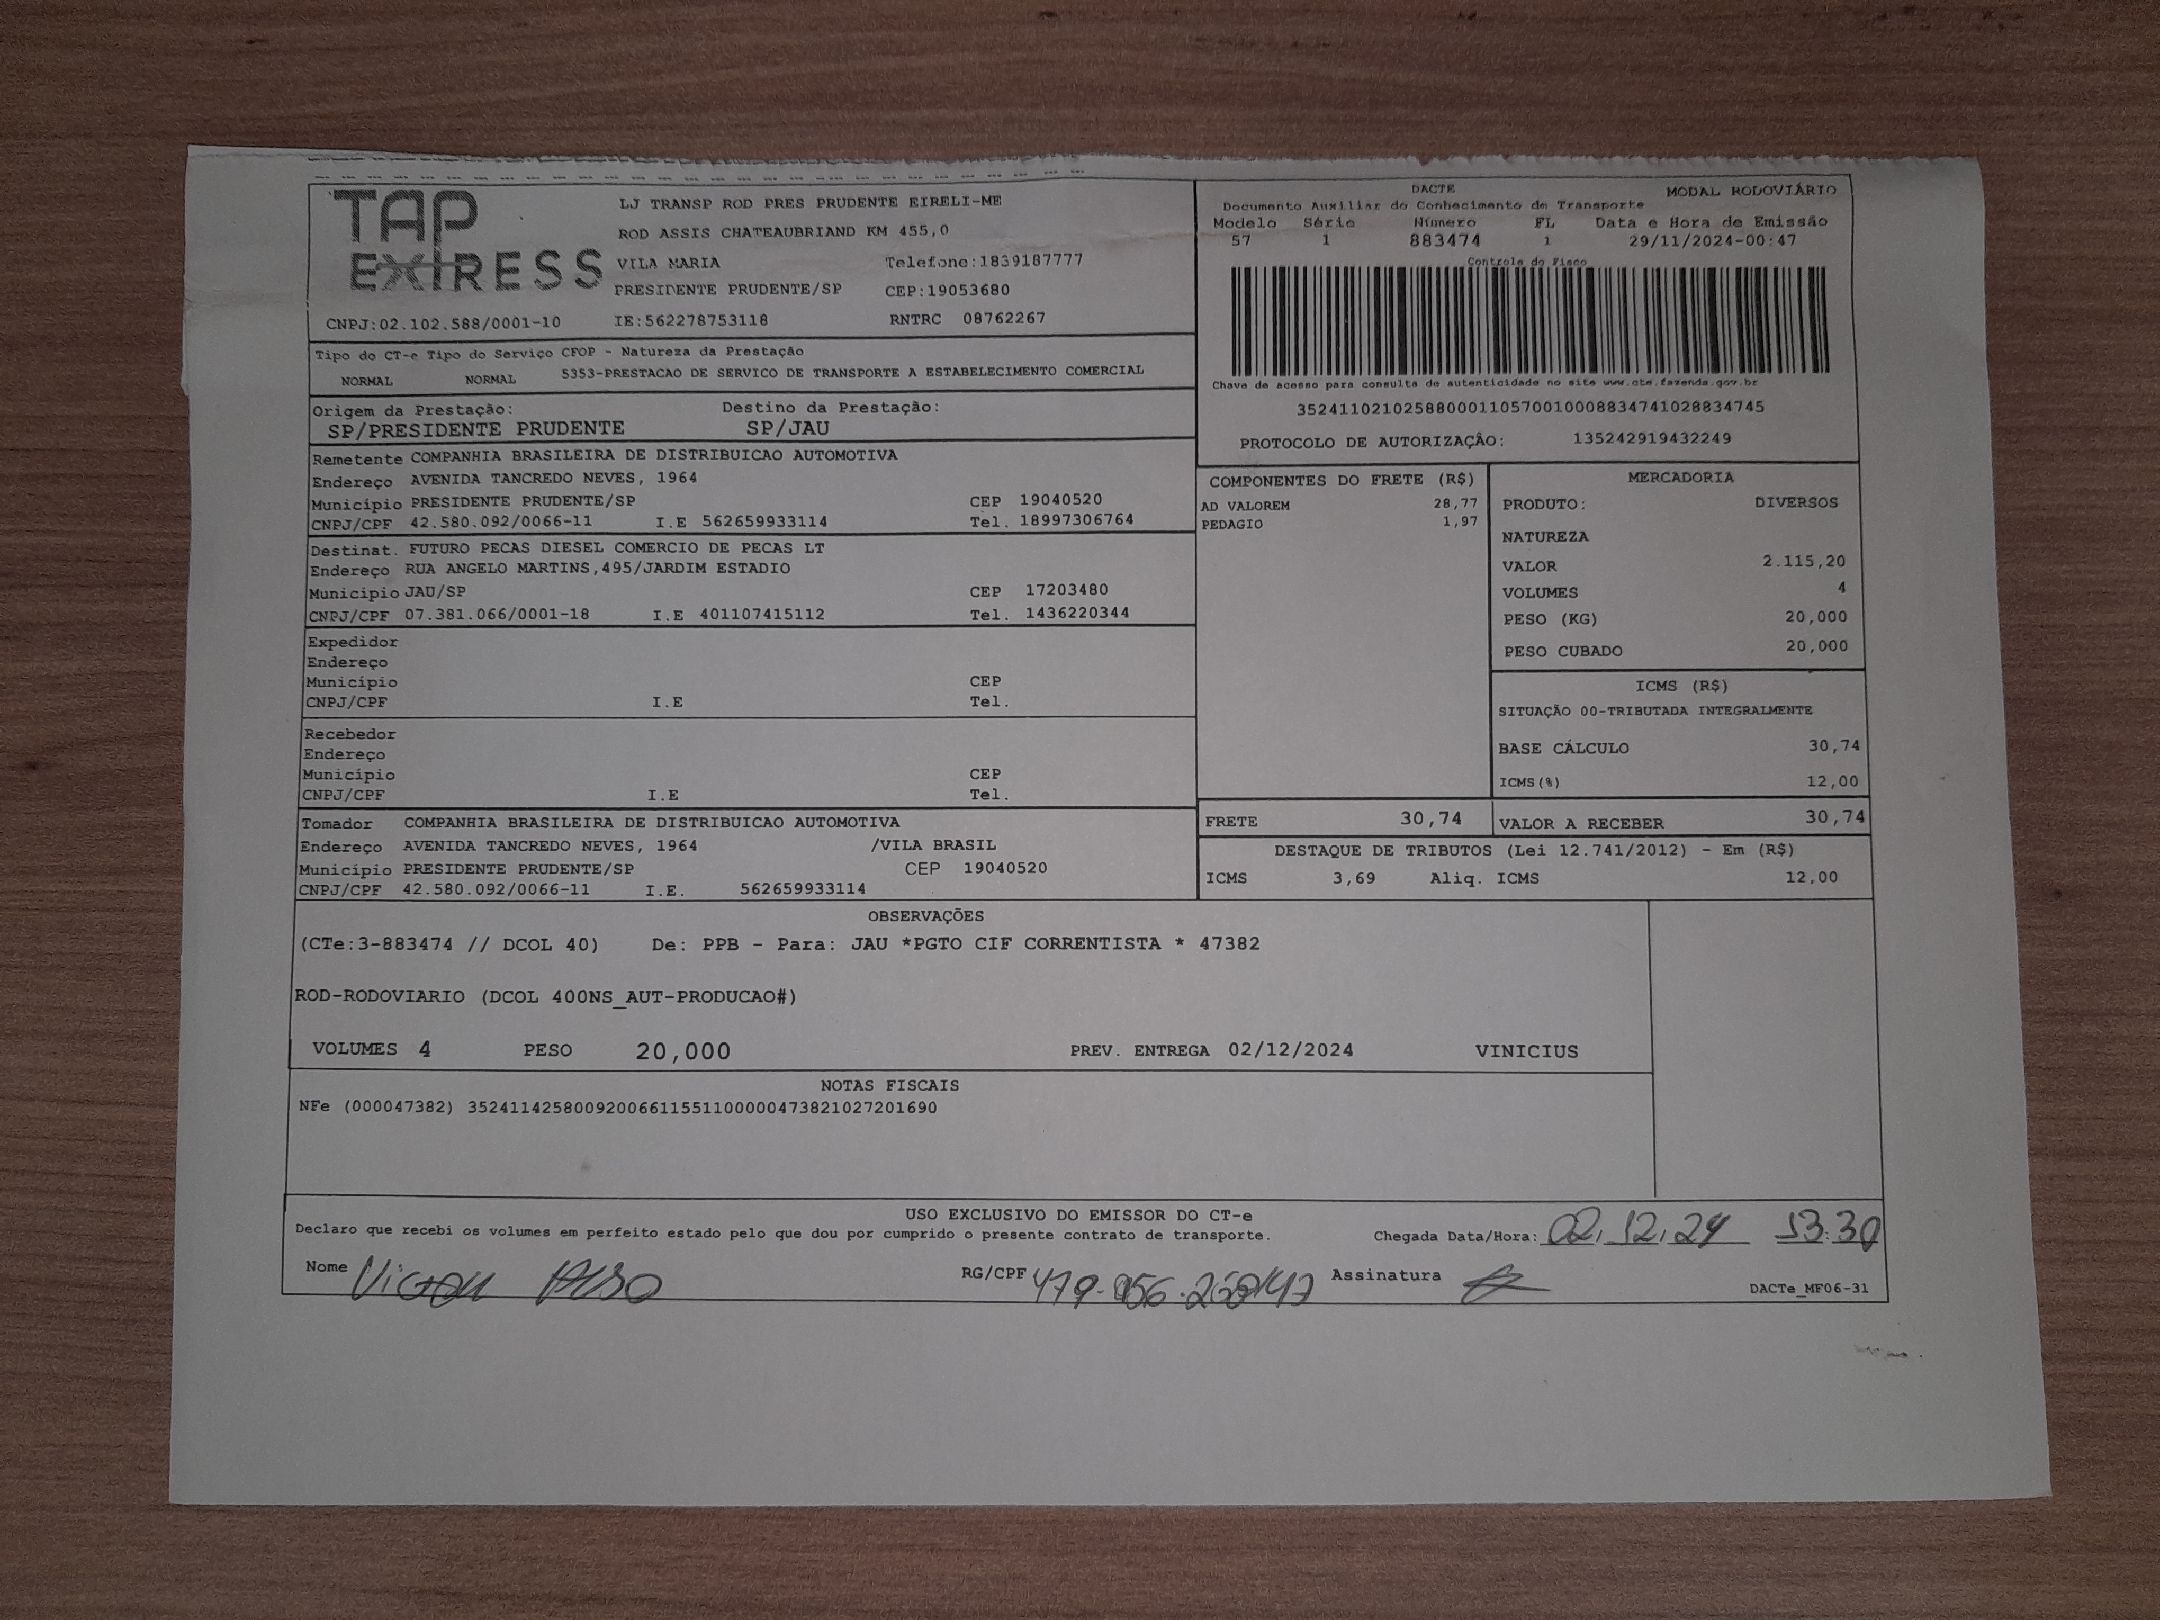 TAP
EXPRESS
LJ TRANSP ROD PRES PRUDENTE EIRELI-ME
ROD ASSIS CHATEAUBRIAND KM 455,0
VILA MARIA Telefone:1839187777
PRESIDENTE PRUDENTE/SP CEP:19053680
CNPJ:02.102.588/0001-10 IE:562278753118 RNTRC 08762267
DACTE MODAL RODOVIÁRIO
Documento Auxiliar do Conhecimento de Transporte
Modelo Série Número FL Data e Hora de Emissão
57 1 883474 1 29/11/2024-00:47
Controle do Fisco
Chave de acesso para consulta de autenticidade no site www.cte.fazenda.gov.br
35241102102588000110570010008834741028834745
PROTOCOLO DE AUTORIZAÇÃO: 135242919432249
Tipo do CT-e Tipo do Serviço CFOP - Natureza da Prestação
NORMAL NORMAL 5353-PRESTACAO DE SERVICO DE TRANSPORTE A ESTABELECIMENTO COMERCIAL
Origem da Prestação: Destino da Prestação:
SP/PRESIDENTE PRUDENTE SP/JAU
Remetente COMPANHIA BRASILEIRA DE DISTRIBUICAO AUTOMOTIVA
Endereço AVENIDA TANCREDO NEVES, 1964
Município PRESIDENTE PRUDENTE/SP CEP 19040520
CNPJ/CPF 42.580.092/0066-11 I.E 562659933114 Tel. 18997306764
Destinat. FUTURO PECAS DIESEL COMERCIO DE PECAS LT
Endereço RUA ANGELO MARTINS,495/JARDIM ESTADIO
Município JAU/SP CEP 17203480
CNPJ/CPF 07.381.066/0001-18 I.E 401107415112 Tel. 1436220344
Expedidor
Endereço
Município CEP
CNPJ/CPF I.E Tel.
Recebedor
Endereço
Município CEP
CNPJ/CPF I.E Tel.
Tomador COMPANHIA BRASILEIRA DE DISTRIBUICAO AUTOMOTIVA
Endereço AVENIDA TANCREDO NEVES, 1964 /VILA BRASIL
Município PRESIDENTE PRUDENTE/SP CEP 19040520
CNPJ/CPF 42.580.092/0066-11 I.E. 562659933114
COMPONENTES DO FRETE (R$)
AD VALOREM 28,77
PEDAGIO 1,97
MERCADORIA
PRODUTO: DIVERSOS
NATUREZA
VALOR 2.115,20
VOLUMES 4
PESO (KG) 20,000
PESO CUBADO 20,000
ICMS (R$)
SITUAÇÃO 00-TRIBUTADA INTEGRALMENTE
BASE CÁLCULO 30,74
ICMS(%) 12,00
FRETE 30,74 VALOR A RECEBER 30,74
DESTAQUE DE TRIBUTOS (Lei 12.741/2012) - Em (R$)
ICMS 3,69 Aliq. ICMS 12,00
OBSERVAÇÕES
(CTe:3-883474 // DCOL 40) De: PPB - Para: JAU *PGTO CIF CORRENTISTA * 47382
ROD-RODOVIARIO (DCOL 400NS_AUT-PRODUCAO#)
VOLUMES 4 PESO 20,000 PREV. ENTREGA 02/12/2024 VINICIUS
NOTAS FISCAIS
NFe (000047382) 35241142580092006611551100000473821027201690
USO EXCLUSIVO DO EMISSOR DO CT-e
Declaro que recebi os volumes em perfeito estado pelo que dou por cumprido o presente contrato de transporte. Chegada Data/Hora: 02.12.24 13:30
Nome Victor RG/CPF Assinatura
DACTe_MF06-31